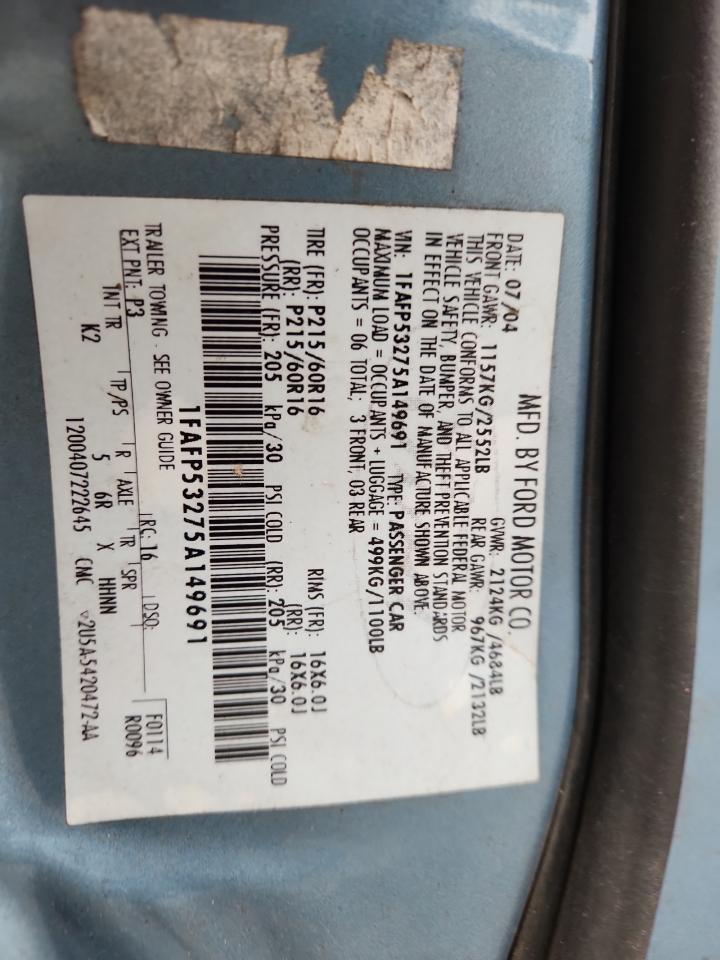 MFD. BY FORD MOTOR CO.
DATE: 07/04 GVWR: 2124KG/4684LB
FRONT GAWR: 1157KG/2552LB REAR GAWR: 967KG/2132LB
THIS VEHICLE CONFORMS TO ALL APPLICABLE FEDERAL MOTOR
VEHICLE SAFETY, BUMPER, AND THEFT PREVENTION STANDARDS
IN EFFECT ON THE DATE OF MANUFACTURE SHOWN ABOVE.
VIN: 1FAFP53275A149691 TYPE: PASSENGER CAR
MAXIMUM LOAD = OCCUPANTS + LUGGAGE = 499KG/1100LB
OCCUPANTS = 06 TOTAL; 3 FRONT, 03 REAR
TIRE (FR): P215/60R16 RIMS (FR): 16X6.0J
(RR): P215/60R16 (RR): 16X6.0J
PRESSURE (FR): 205 kPa/30 PSI COLD (RR): 205 kPa/30 PSI COLD
1FAFP53275A149691
TRAILER TOWING - SEE OWNER GUIDE
EXT PNT: P3 RC: 16 DSO: F0114
INT TR TP/PS R AXLE TR SPR R0096
K2 5 6R X HHNN
1200407222645 CMC ▽2U5A-5420472-AA